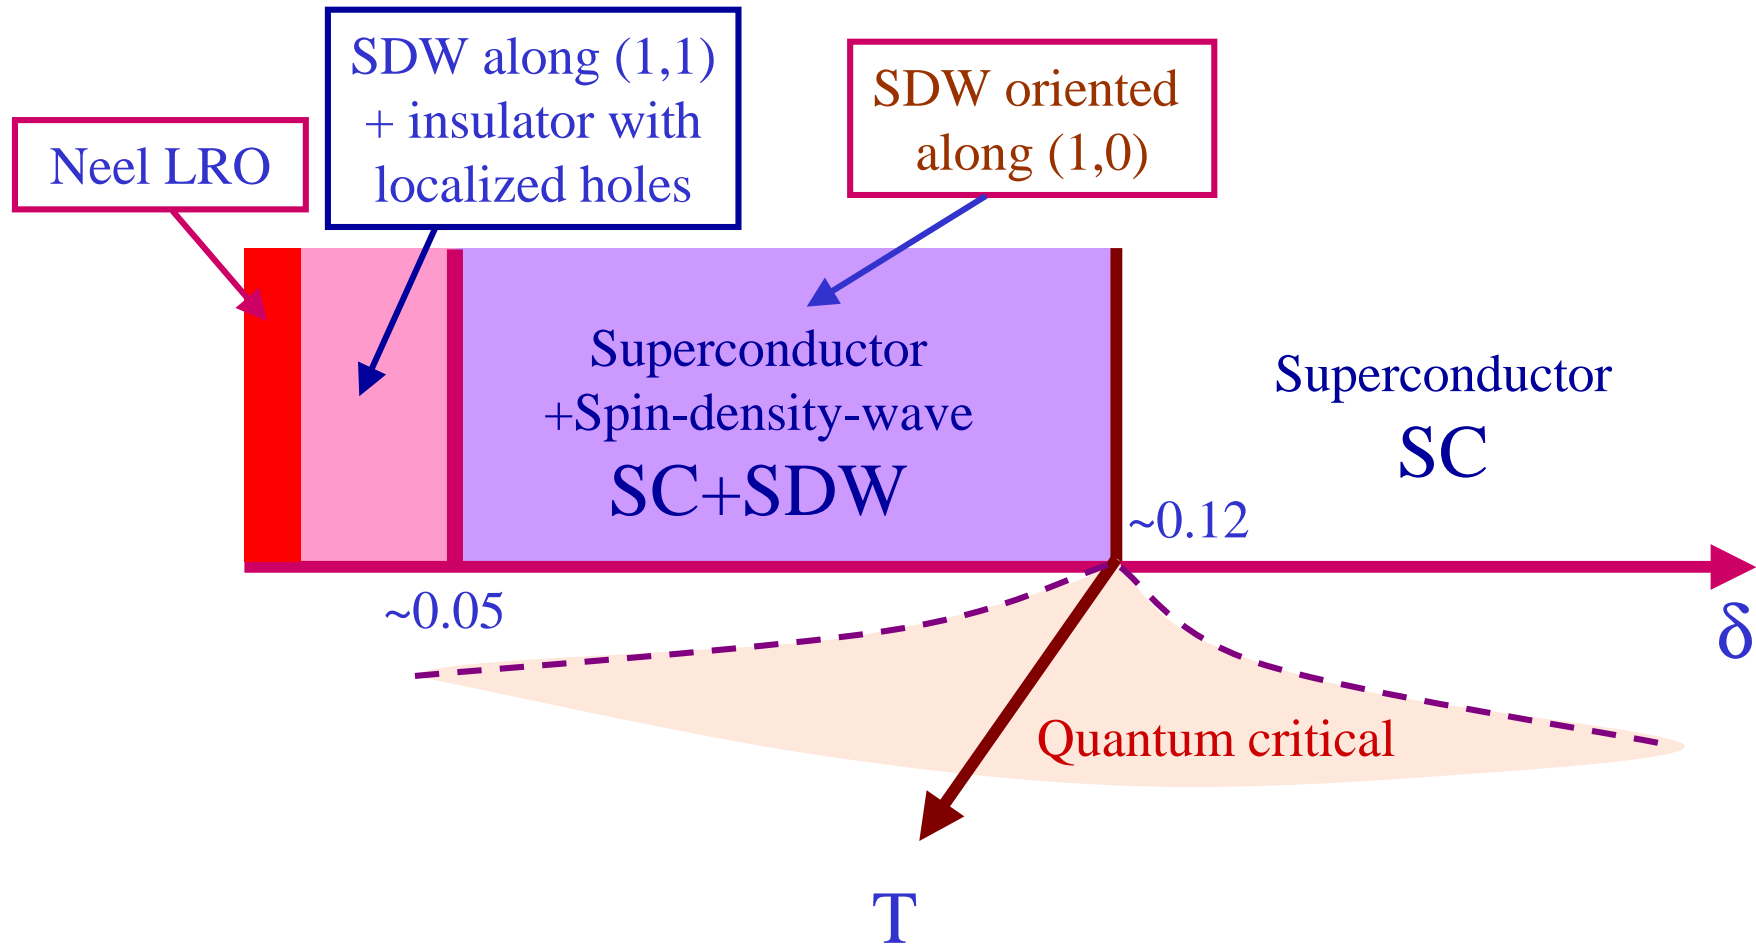 SDW along (1,1)
+ insulator with
localized holes
SDW oriented
along (1,0)
Neel LRO
Superconductor
+Spin-density-wave
SC+SDW
Superconductor
SC
~0.12
~0.05
δ
Quantum critical
T